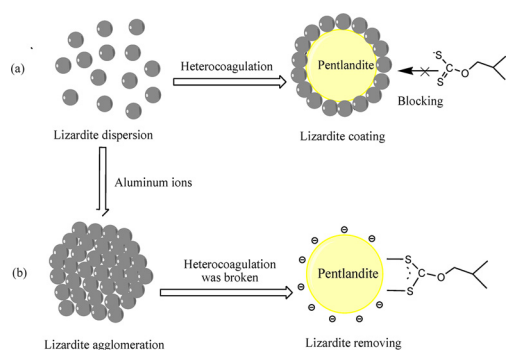 (a)
Heterocoagulation
Pentlandite
-S
S
C
O
Blocking
Lizardite dispersion
Lizardite coating
Aluminum ions
(b)
Heterocoagulation
was broken
Pentlandite
S
C
O
S
Lizardite agglomeration
Lizardite removing